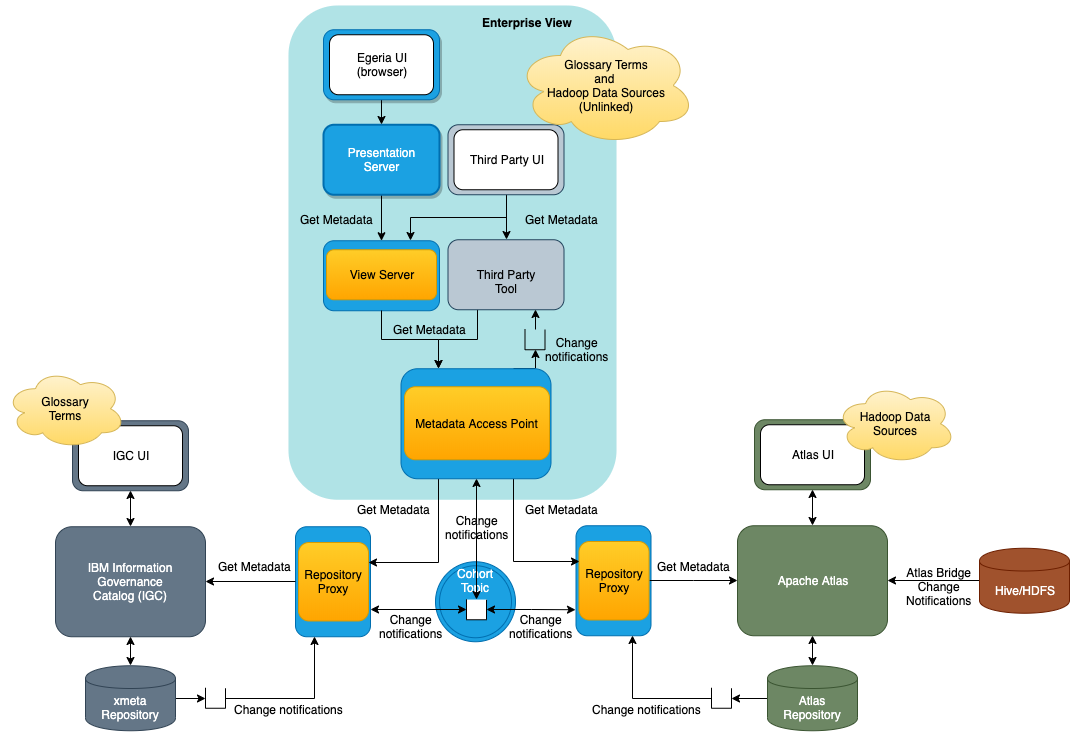 Enterprise View
Egeria UI
(browser)
Glossary Terms
and
Hadoop Data Sources
(Unlinked)
Presentation
Server
Third Party UI
Get Metadata
Get Metadata
View Server
Third Party
Tool
Get Metadata
Change
notifications
Metadata Access Point
Glossary
Terms
IGC UI
Hadoop Data
Sources
Atlas UI
Get Metadata
Change
notifications
Get Metadata
IBM Information
Governance
Catalog (IGC)
Get Metadata
Repository
Proxy
Cohort
Topic
Repository
Proxy
Get Metadata
Apache Atlas
Atlas Bridge
Change
Notifications
Hive/HDFS
Change
notifications
Change
notifications
xmeta
Repository
Change notifications
Change notifications
Atlas
Repository